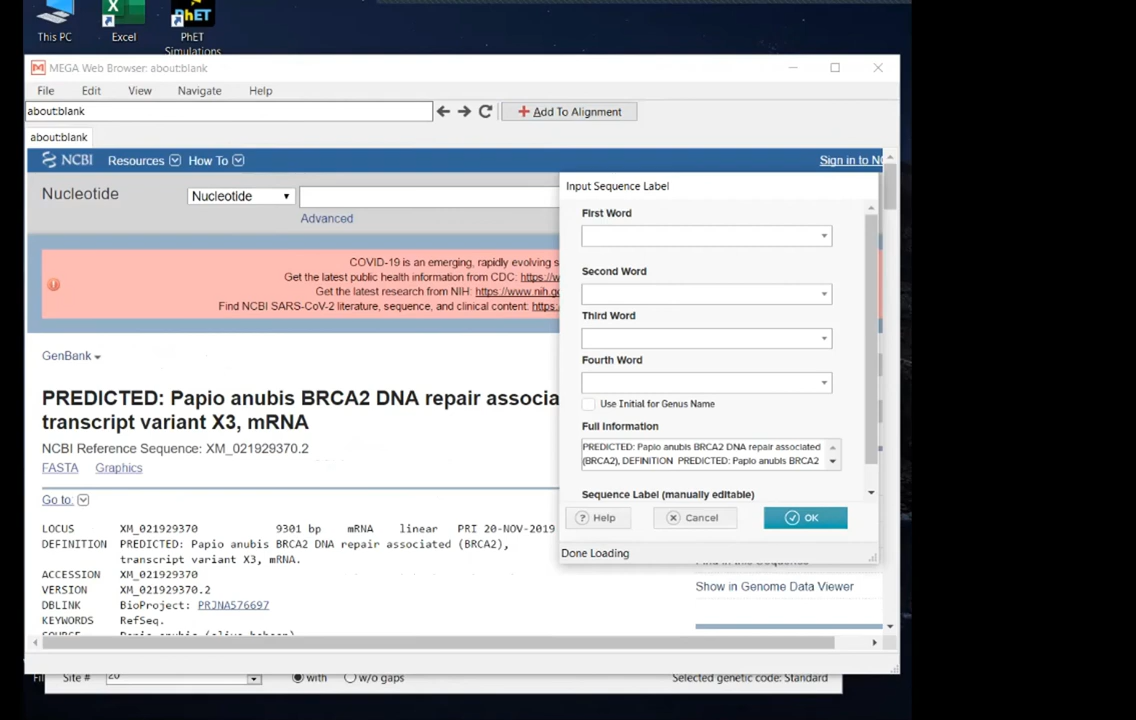 This PC
Excel
PhET
PhET
Simulations
MEGA Web Browser: about:blank
File Edit View Navigate Help
about:blank
Add To Alignment
about:blank
NCBI Resources How To
Sign in to NC
Nucleotide
Nucleotide
Advanced
COVID-19 is an emerging, rapidly evolving s
Get the latest public health information from CDC: https://w
Get the latest research from NIH: https://www.nih.go
Find NCBI SARS-CoV-2 literature, sequence, and clinical content: https:
GenBank
PREDICTED: Papio anubis BRCA2 DNA repair associa
transcript variant X3, mRNA
NCBI Reference Sequence: XM_021929370.2
FASTA Graphics
Go to:
LOCUS XM_021929370 9301 bp mRNA linear PRI 20-NOV-2019
DEFINITION PREDICTED: Papio anubis BRCA2 DNA repair associated (BRCA2),
transcript variant X3, mRNA.
ACCESSION XM_021929370
VERSION XM_021929370.2
DBLINK BioProject: PRJNA576697
KEYWORDS RefSeq.
SOURCE Papio anubis (olive baboon)
Input Sequence Label
First Word
Second Word
Third Word
Fourth Word
Use Initial for Genus Name
Full Information
PREDICTED: Papio anubis BRCA2 DNA repair associated
(BRCA2), DEFINITION PREDICTED: Papio anubis BRCA2
Sequence Label (manually editable)
Help Cancel OK
Done Loading
Show in Genome Data Viewer
Site # 20 with w/o gaps
Selected genetic code: Standard